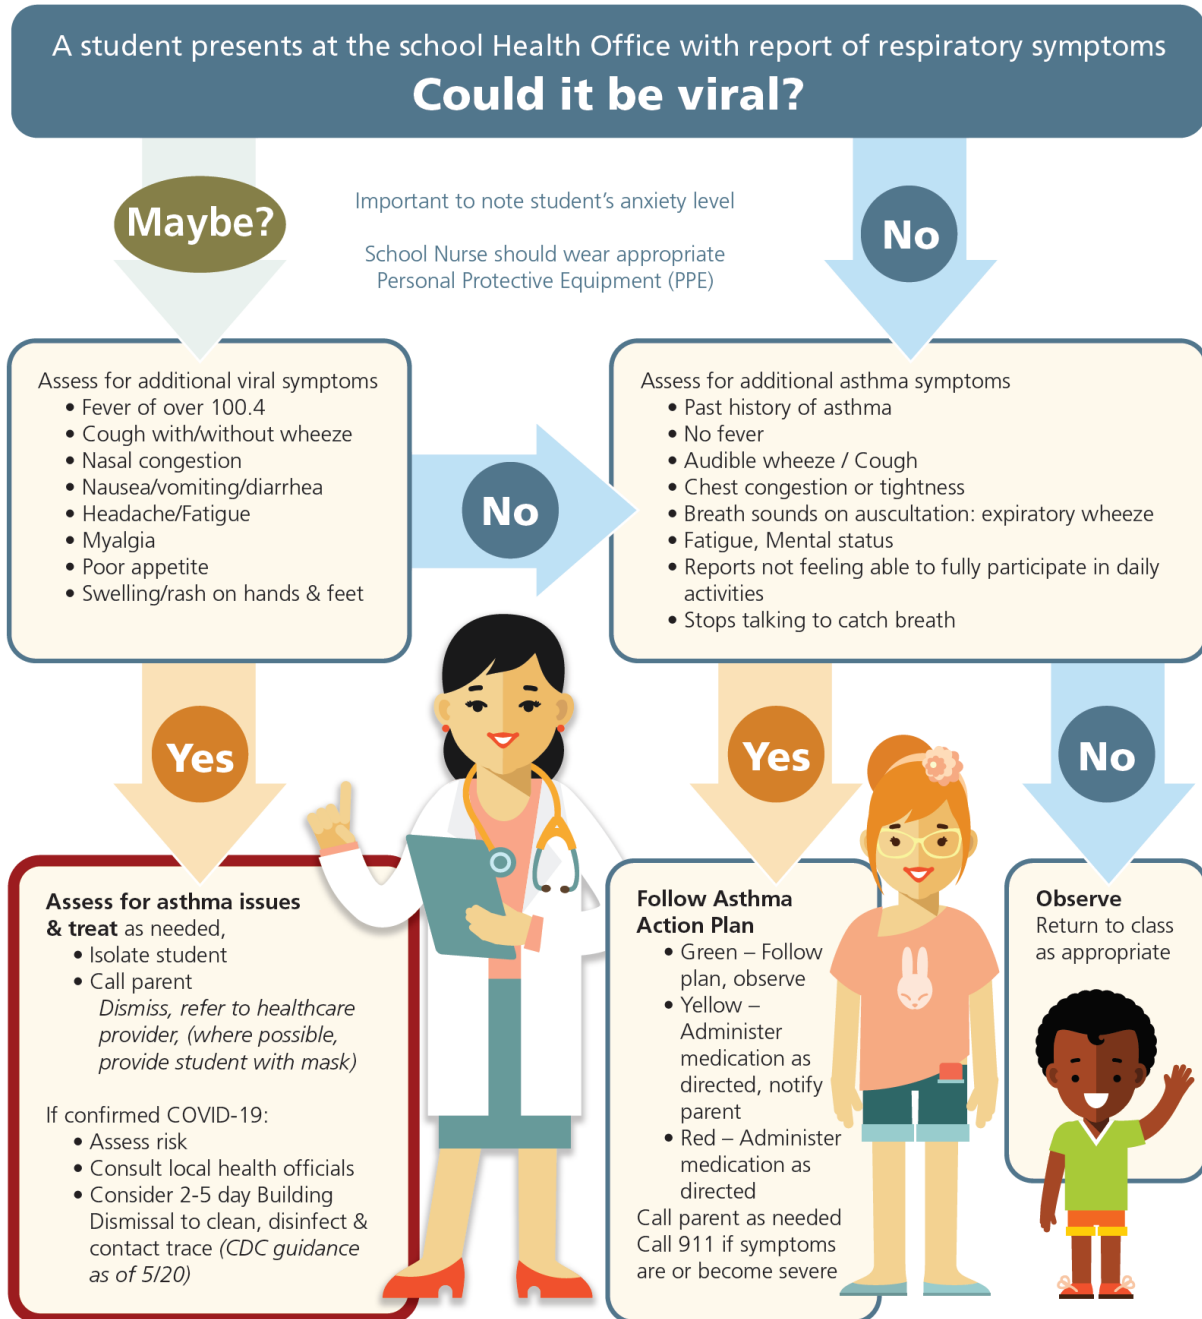 A student presents at the school Health Office with report of respiratory symptoms
Could it be viral?
Maybe?
Important to note student’s anxiety level
School Nurse should wear appropriate
Personal Protective Equipment (PPE)
No
Assess for additional viral symptoms
• Fever of over 100.4
• Cough with/without wheeze
• Nasal congestion
• Nausea/vomiting/diarrhea
• Headache/Fatigue
• Myalgia
• Poor appetite
• Swelling/rash on hands & feet
No
Assess for additional asthma symptoms
• Past history of asthma
• No fever
• Audible wheeze / Cough
• Chest congestion or tightness
• Breath sounds on auscultation: expiratory wheeze
• Fatigue, Mental status
• Reports not feeling able to fully participate in daily
activities
• Stops talking to catch breath
Yes
Yes
No
Assess for asthma issues
& treat as needed,
• Isolate student
• Call parent
Dismiss, refer to healthcare
provider, (where possible,
provide student with mask)
If confirmed COVID-19:
• Assess risk
• Consult local health officials
• Consider 2-5 day Building
Dismissal to clean, disinfect &
contact trace (CDC guidance
as of 5/20)
Follow Asthma
Action Plan
• Green – Follow
plan, observe
• Yellow –
Administer
medication as
directed, notify
parent
• Red – Administer
medication as
directed
Call parent as needed
Call 911 if symptoms
are or become severe
Observe
Return to class
as appropriate